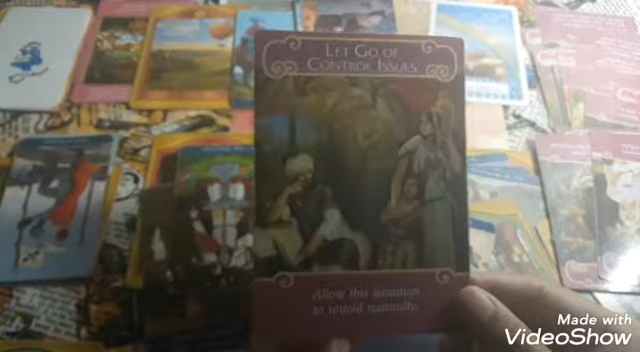 Let Go of
Control Issues
Allow this situation
to unfold naturally.
Made with
VideoShow